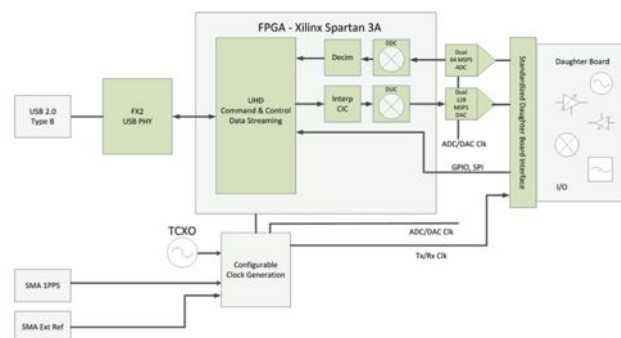 FPGA - Xilinx Spartan 3A
Decim
DDC
Dual
64 MSPS
ADC
Daughter Board
UHD
Command & Control
Data Streaming
Interp
CIC
DUC
Dual
128
MSPS
DAC
Standardized Daughter Board Interface
USB 2.0
Type B
FX2
USB PHY
ADC/DAC Clk
GPIO, SPI
I/O
TCXO
ADC/DAC Clk
Tx/Rx Clk
Configurable
Clock Generation
SMA 1PPS
SMA Ext Ref